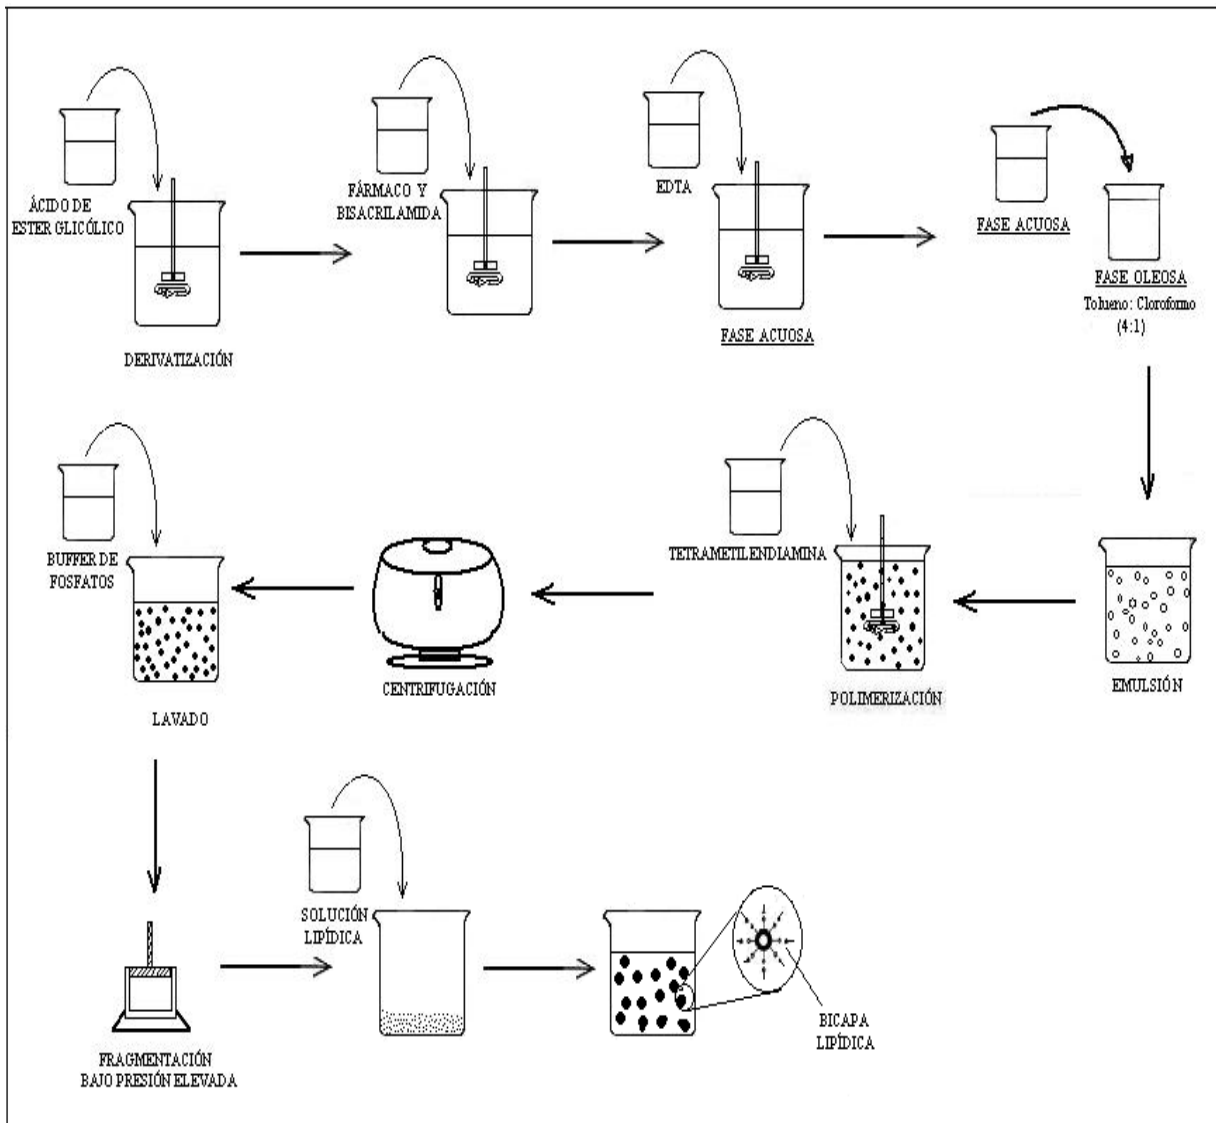 ÁCIDO DE
ESTER GLICÓLICO
DERIVATIZACIÓN
FÁRMACO Y
BISACRILAMIDA
EDTA
FASE ACUOSA
FASE ACUOSA
FASE OLEOSA
Tolueno: Cloroformo
(4:1)
BUFFER DE
FOSFATOS
LAVADO
CENTRIFUGACIÓN
TETRAMETILENDIAMINA
POLIMERIZACIÓN
EMULSIÓN
FRAGMENTACIÓN
BAJO PRESIÓN ELEVADA
SOLUCIÓN
LIPÍDICA
BICAPA
LIPÍDICA